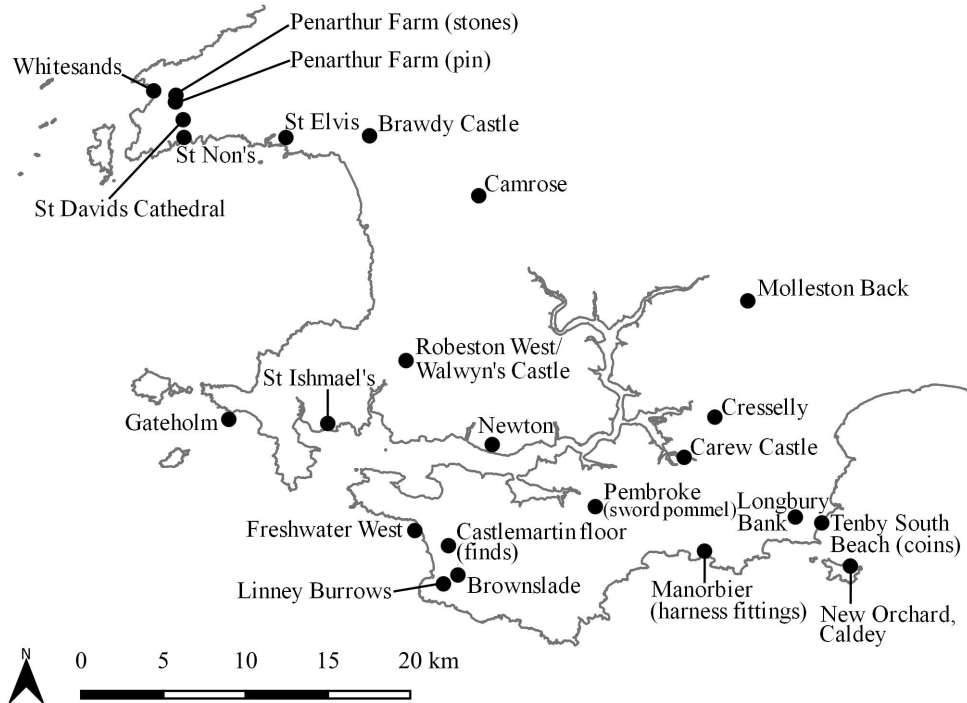 Penarthur Farm (stones)
Penarthur Farm (pin)
Whitesands
St Elvis
Brawdy Castle
St Non's
Camrose
St Davids Cathedral
Molleston Back
Robeston West/
Walwyn's Castle
St Ishmael's
Gateholm
Newton
Cresselly
Carew Castle
Pembroke
(sword pommel)
Longbury
Bank
Tenby South
Beach (coins)
Freshwater West
Castlemartin floor
(finds)
Linney Burrows
Brownslade
Manorbier
(harness fittings)
New Orchard,
Caldey
N
0 5 10 15 20 km